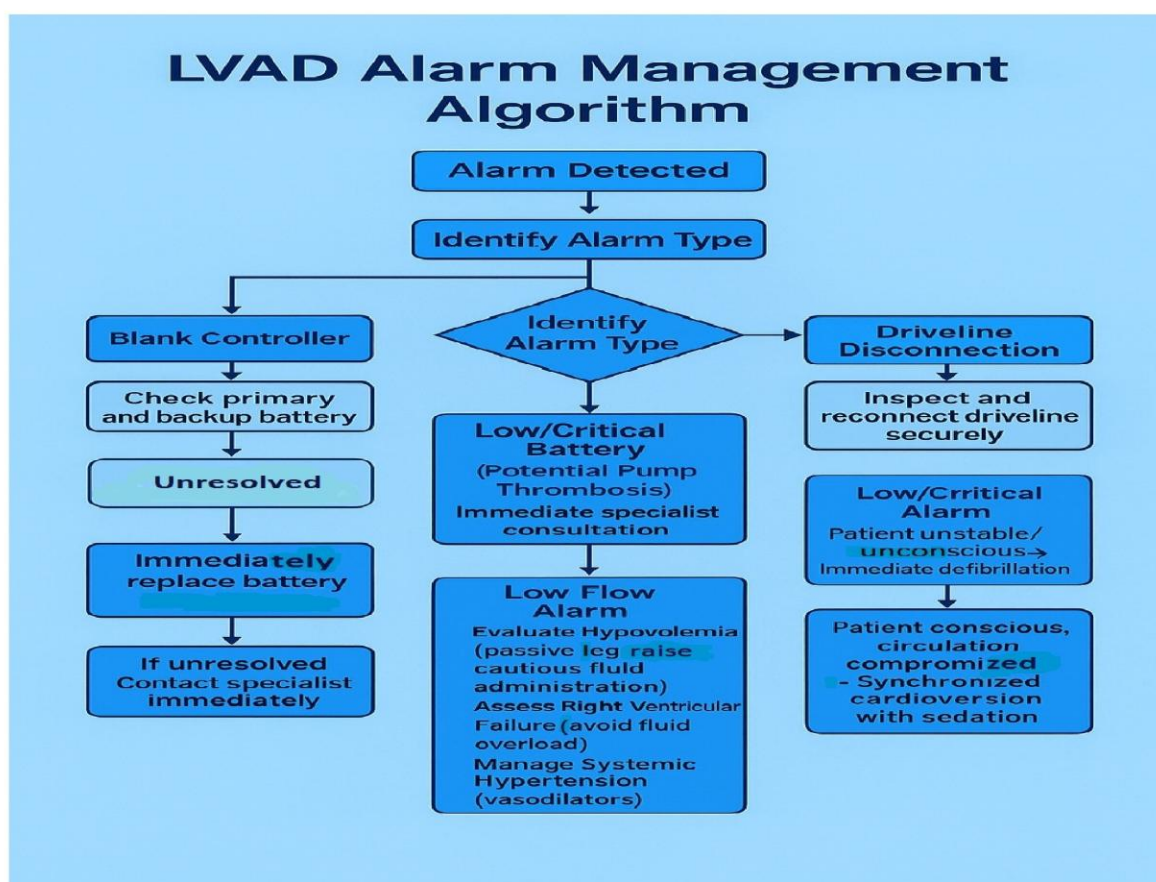 LVAD Alarm Management
Algorithm
Alarm Detected
Identify Alarm Type
Identify
Alarm Type
Blank Controller
Check primary
and backup battery
Unresolved
Immediately
replace battery
If unresolved
Contact specialist
immediately
Low/Critical
Battery
(Potential Pump
Thrombosis)
Immediate specialist
consultation
Low Flow
Alarm
Evaluate Hypovolemia
(passive leg raise
cautious fluld
administration)
Assess Right Ventricular
Failure (avoid fluid
overload)
Manage Systemic
Hypertension
(vasodilators)
Driveline
Disconnection
Inspect and
reconnect driveline
securely
Low/Crritical
Alarm
Patient unstable/
unconscious→
Immediate defibrillation
Patient conscious,
circulation
compromized
- Synchronized
cardioversion
with sedation